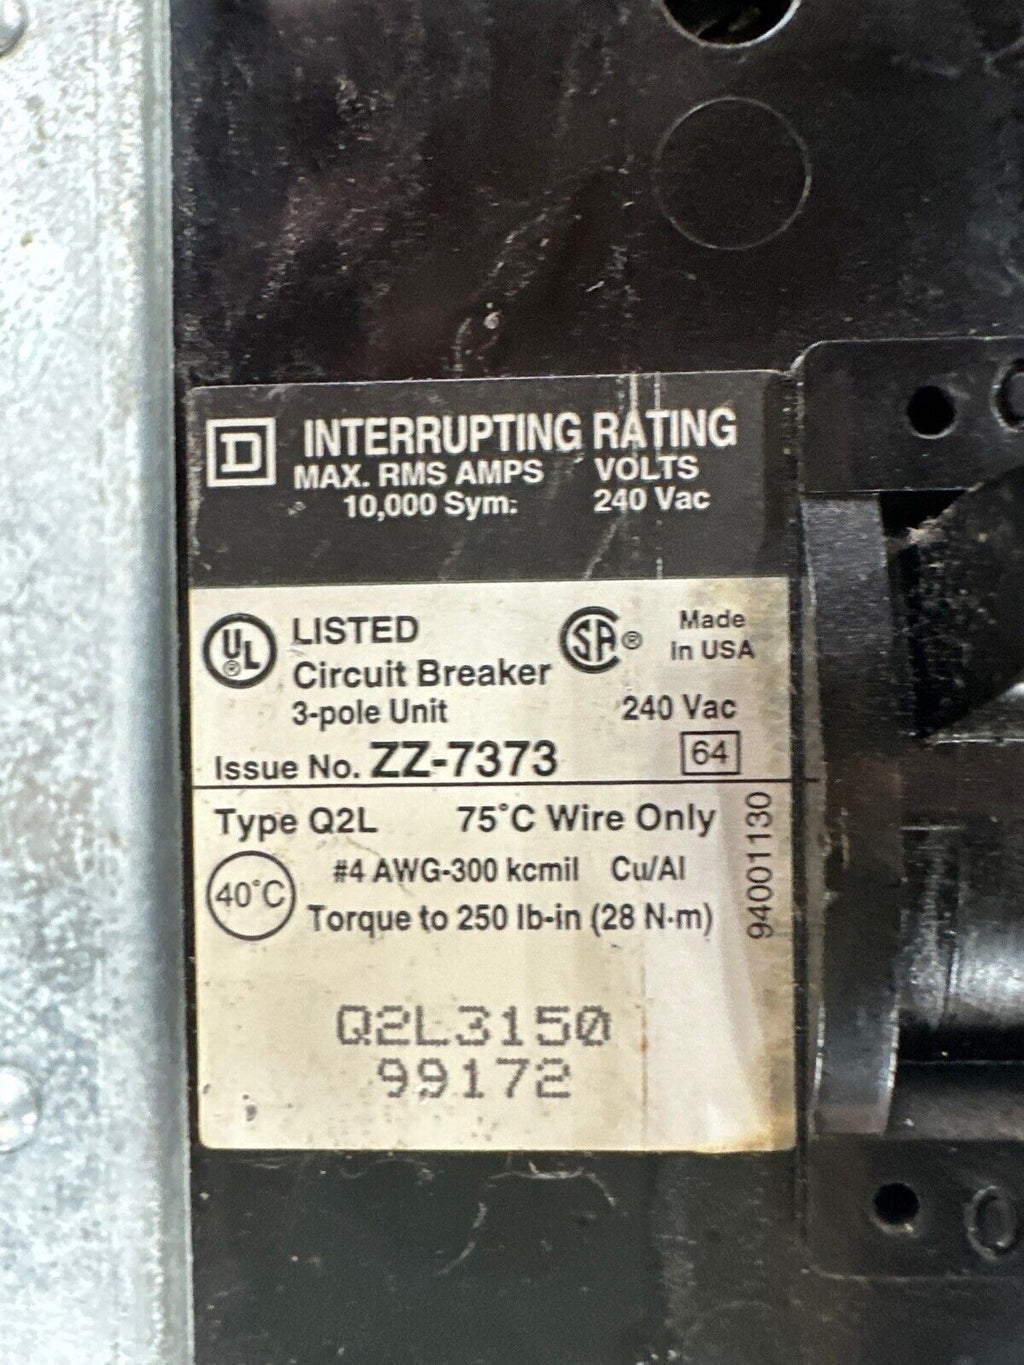 D INTERRUPTING RATING
MAX. RMS AMPS VOLTS
10,000 Sym. 240 Vac
UL® LISTED
Circuit Breaker
3-pole Unit
SA® Made
In USA
240 Vac
Issue No. ZZ-7373 64
Type Q2L 75°C Wire Only
40°C #4 AWG-300 kcmil Cu/Al
Torque to 250 lb-in (28 N·m)
94001130
Q2L3150
99172